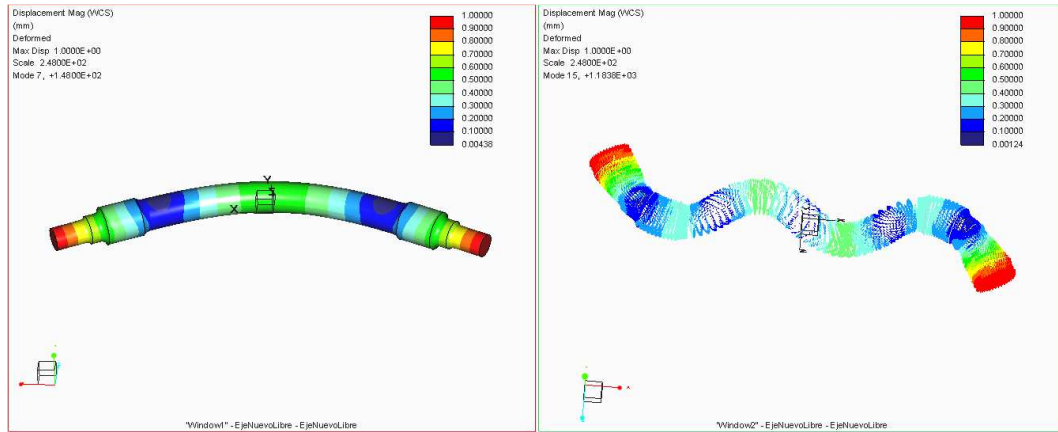 Displacement Mag (WCS)
(mm)
Deformed
Max Disp 1.0000E+00
Scale 2.4800E+02
Mode 7, +1.4800E+02
1.00000
0.90000
0.80000
0.70000
0.60000
0.50000
0.40000
0.30000
0.20000
0.10000
0.00438
Y
X
"Window1" - EjeNuevoLibre - EjeNuevoLibre
Displacement Mag (WCS)
(mm)
Deformed
Max Disp 1.0000E+00
Scale 2.4800E+02
Mode 15, +1.1838E+03
1.00000
0.90000
0.80000
0.70000
0.60000
0.50000
0.40000
0.30000
0.20000
0.10000
0.00124
"Window2" - EjeNuevoLibre - EjeNuevoLibre